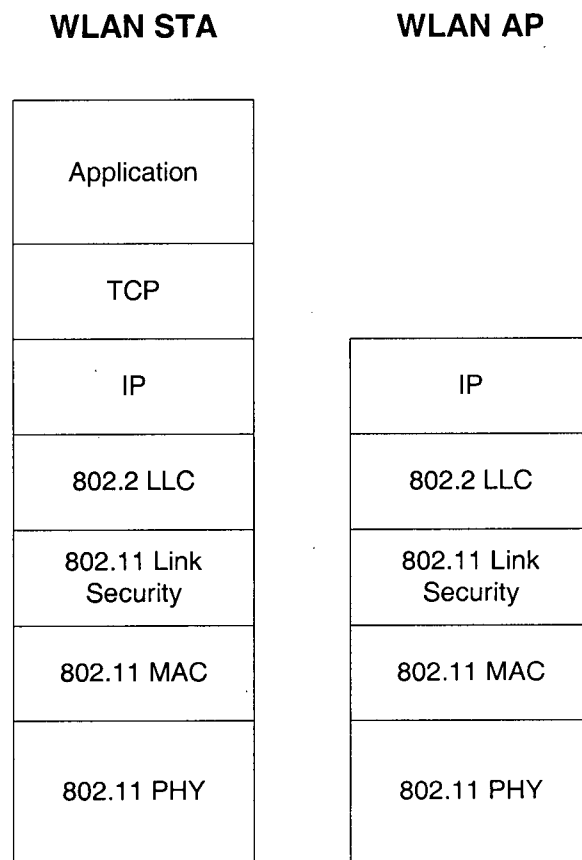 WLAN STA
WLAN AP
Application
TCP
IP
802.2 LLC
802.11 Link
Security
802.11 MAC
802.11 PHY
IP
802.2 LLC
802.11 Link
Security
802.11 MAC
802.11 PHY